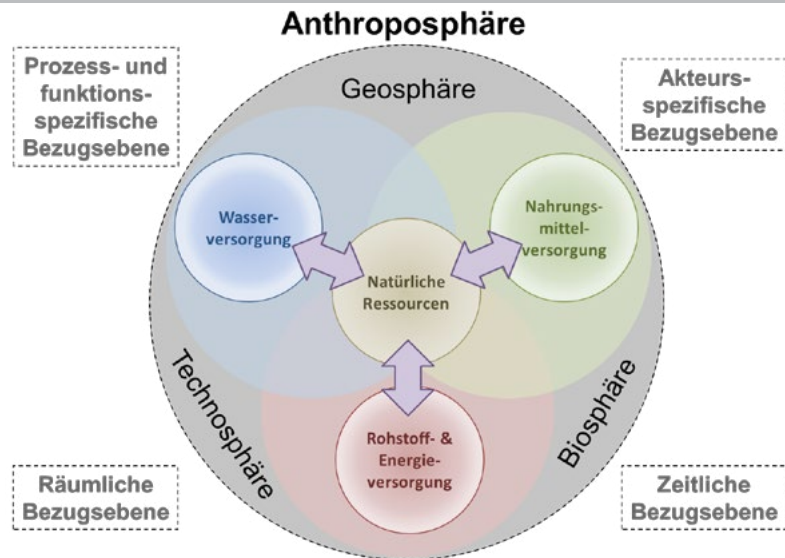 Anthroposphäre
Prozess- und
funktions-
spezifische
Bezugsebene
Akteurs-
spezifische
Bezugsebene
Geosphäre
Wasser-
versorgung
Nahrungs-
mittel-
versorgung
Natürliche
Ressourcen
Technosphäre
Biosphäre
Rohstoff- &
Energie-
versorgung
Räumliche
Bezugsebene
Zeitliche
Bezugsebene